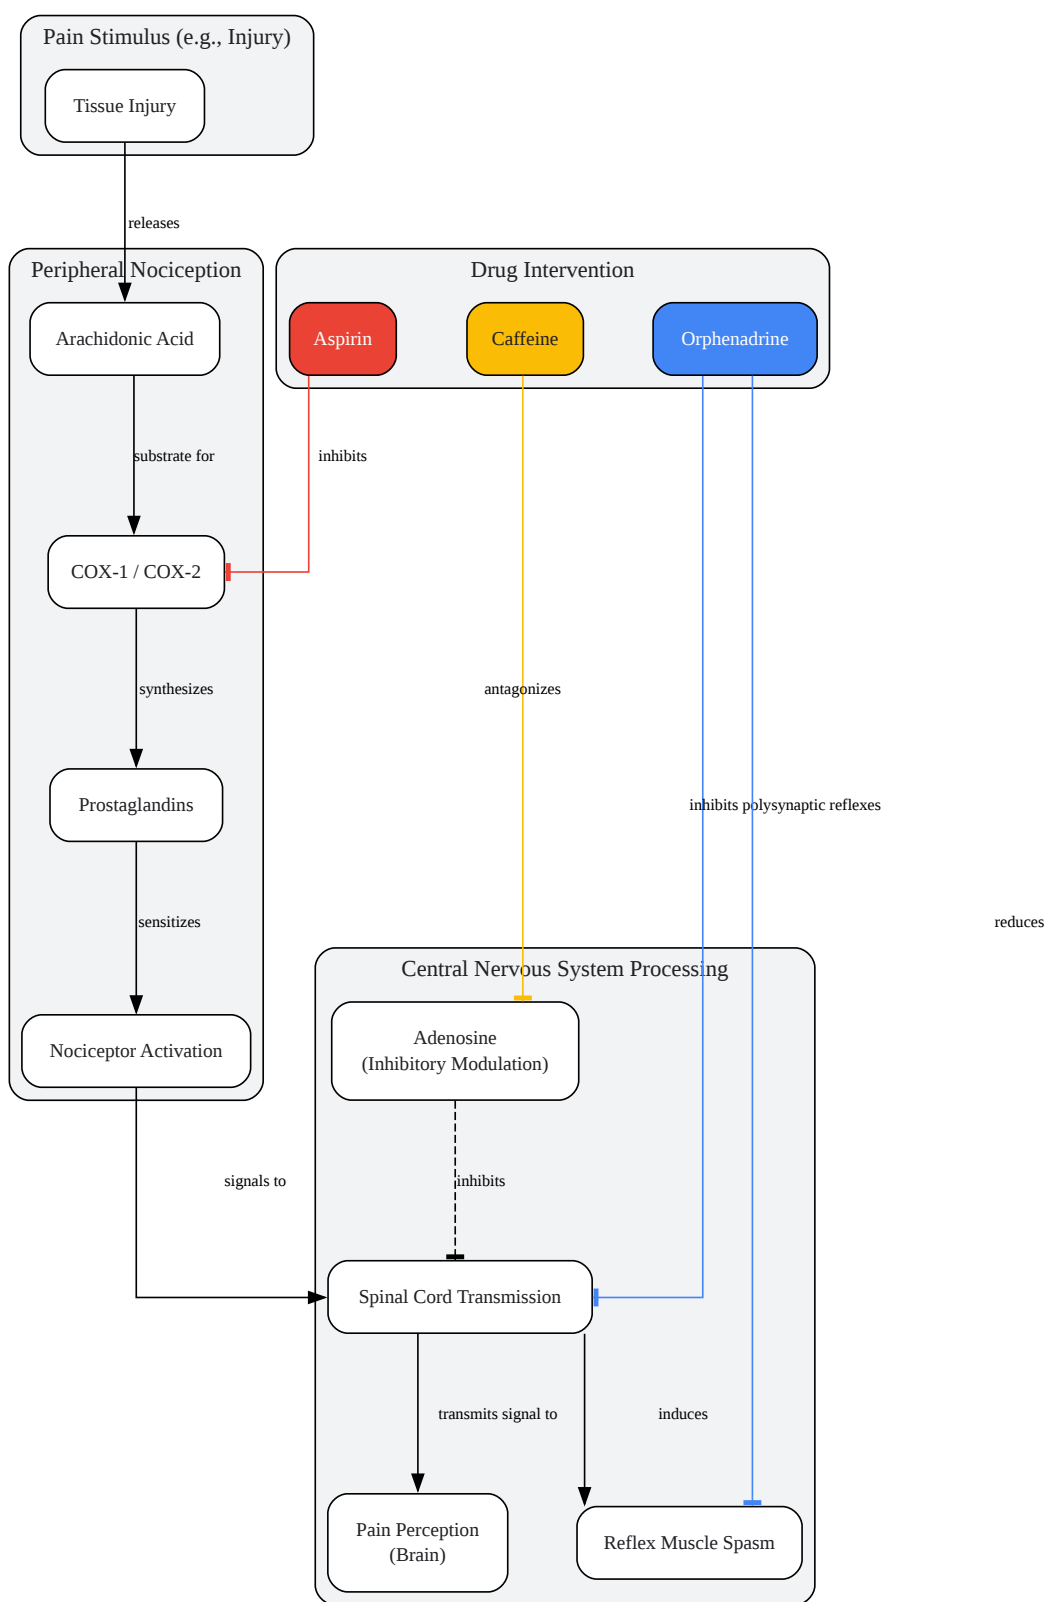 Pain Stimulus (e.g., Injury)
Tissue Injury
releases
Peripheral Nociception
Drug Intervention
Arachidonic Acid
Aspirin
Caffeine
Orphenadrine
substrate for
inhibits
COX-1 / COX-2
synthesizes
antagonizes
Prostaglandins
inhibits polysynaptic reflexes
sensitizes
reduces
Central Nervous System Processing
Nociceptor Activation
Adenosine
(Inhibitory Modulation)
signals to
inhibits
Spinal Cord Transmission
transmits signal to
induces
Pain Perception
(Brain)
Reflex Muscle Spasm